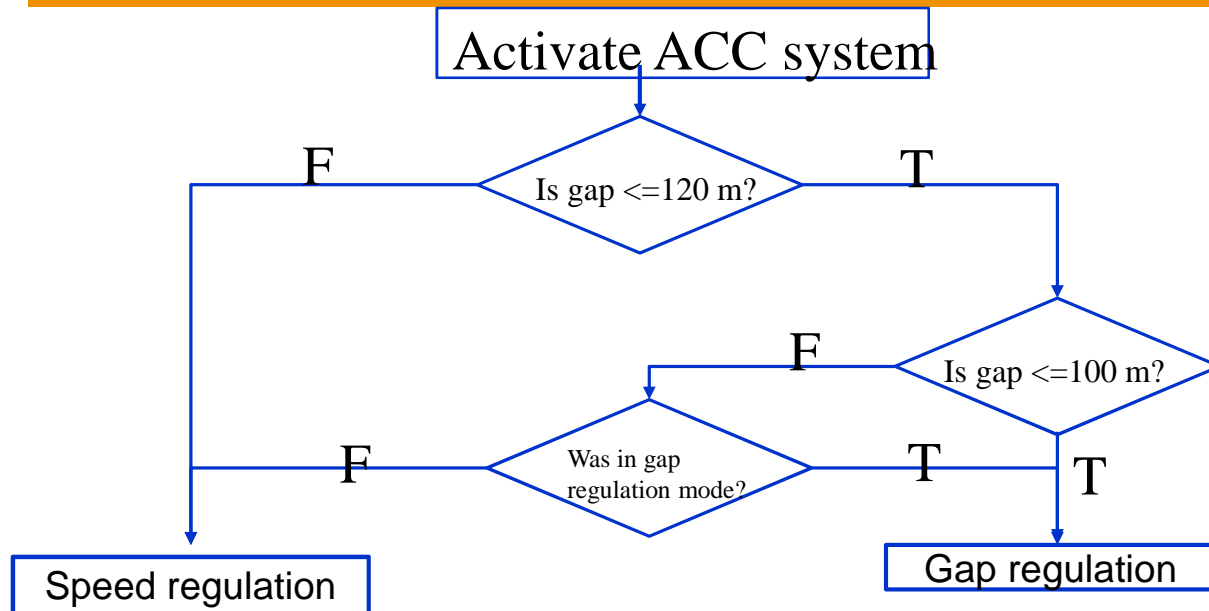 Activate ACC system
F
T
Is gap <=120 m?
F
Is gap <=100 m?
F
Was in gap
regulation mode?
T
T
Speed regulation
Gap regulation